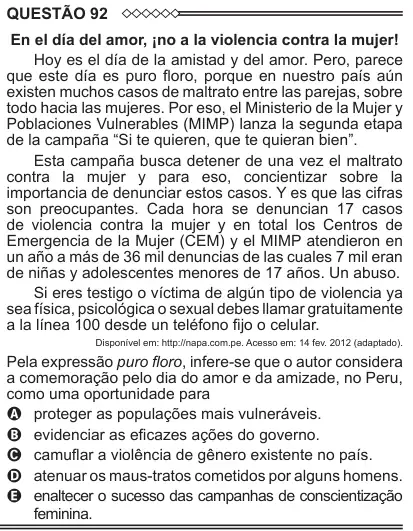 QUESTÃO 92
En el día del amor, ¡no a la violencia contra la mujer!
Hoy es el día de la amistad y del amor. Pero, parece
que este día es puro floro, porque en nuestro país aún
existen muchos casos de maltrato entre las parejas, sobre
todo hacia las mujeres. Por eso, el Ministerio de la Mujer y
Poblaciones Vulnerables (MIMP) lanza la segunda etapa
de la campaña “Si te quieren, que te quieran bien”.
Esta campaña busca detener de una vez el maltrato
contra la mujer y para eso, concientizar sobre la
importancia de denunciar estos casos. Y es que las cifras
son preocupantes. Cada hora se denuncian 17 casos
de violencia contra la mujer y en total los Centros de
Emergencia de la Mujer (CEM) y el MIMP atendieron en
un año a más de 36 mil denuncias de las cuales 7 mil eran
de niñas y adolescentes menores de 17 años. Un abuso.
Si eres testigo o víctima de algún tipo de violencia ya
sea física, psicológica o sexual debes llamar gratuitamente
a la línea 100 desde un teléfono fijo o celular.
Disponível em: http://napa.com.pe. Acesso em: 14 fev. 2012 (adaptado).
Pela expressão puro floro, infere-se que o autor considera
a comemoração pelo dia do amor e da amizade, no Peru,
como uma oportunidade para
A proteger as populações mais vulneráveis.
B evidenciar as eficazes ações do governo.
C camuflar a violência de gênero existente no país.
D atenuar os maus-tratos cometidos por alguns homens.
E enaltecer o sucesso das campanhas de conscientização
feminina.